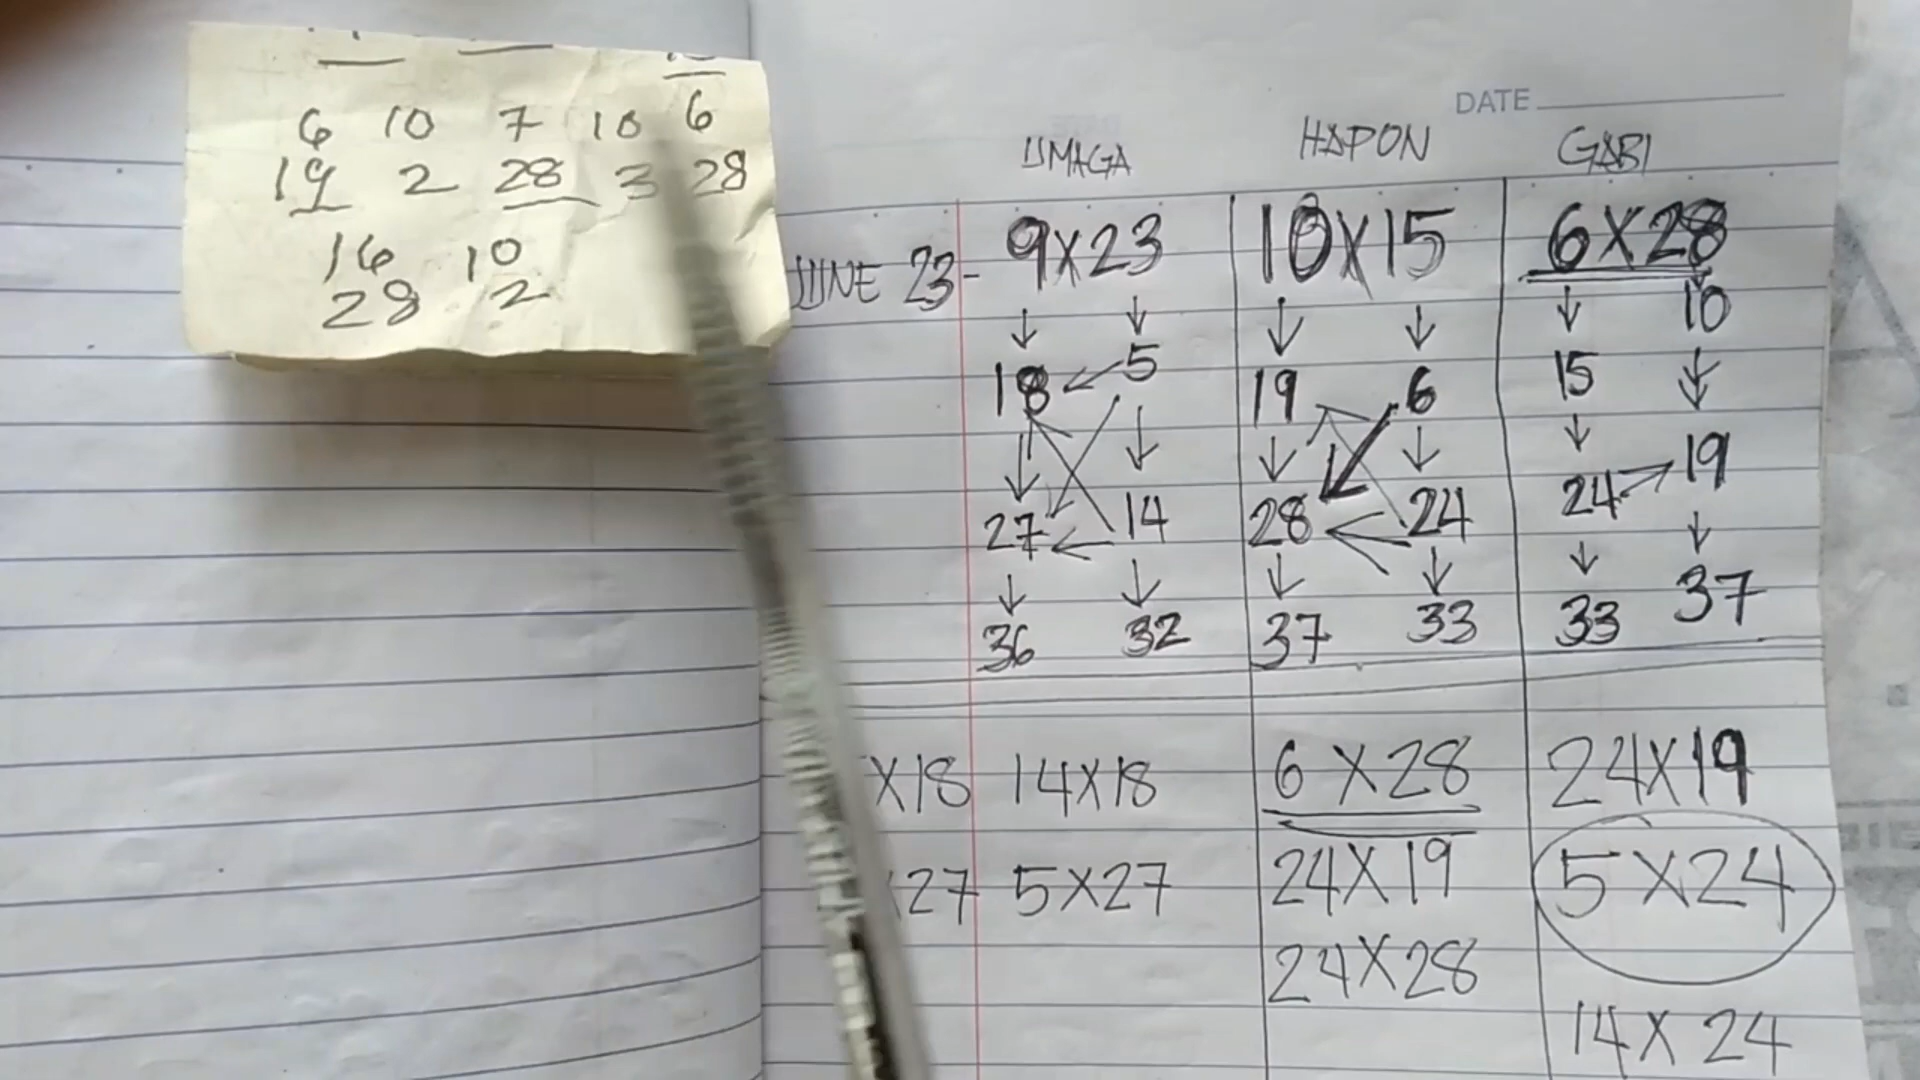 6 10 7 10 6
19 2 28 3 28
16 10
28 2
DATE
UMAGA HAPON GABI
JUNE 23- 9X23 10X15 6X28
10
18 5 19 6 15
19
27 14 28 24 24
37
36 32 37 33 33
X18 14X18 6X28 24X19
27 5X27 24X19 5X24
24X28
14X24